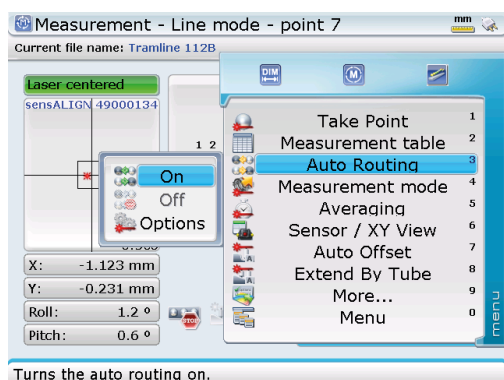 Measurement - Line mode - point 7
mm
Current file name: Tramline 112B
Laser centered
sensALIGN 49000134
1 2
DIM
M
Take Point 1
Measurement table 2
Auto Routing 3
Measurement mode 4
Averaging 5
Sensor / XY View 6
Auto Offset 7
Extend By Tube 8
More... 9
Menu 0
On
Off
Options
X: -1.123 mm
Y: -0.231 mm
Roll: 1.2 º
Pitch: 0.6 º
STOP
menu
Turns the auto routing on.